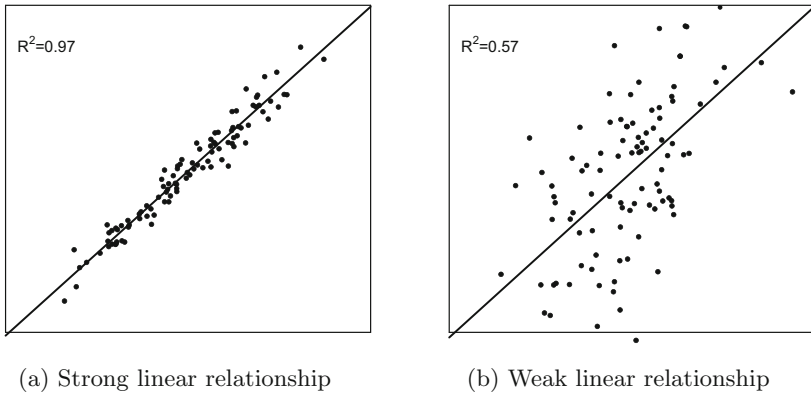 R²=0.97
R²=0.57
(a) Strong linear relationship
(b) Weak linear relationship